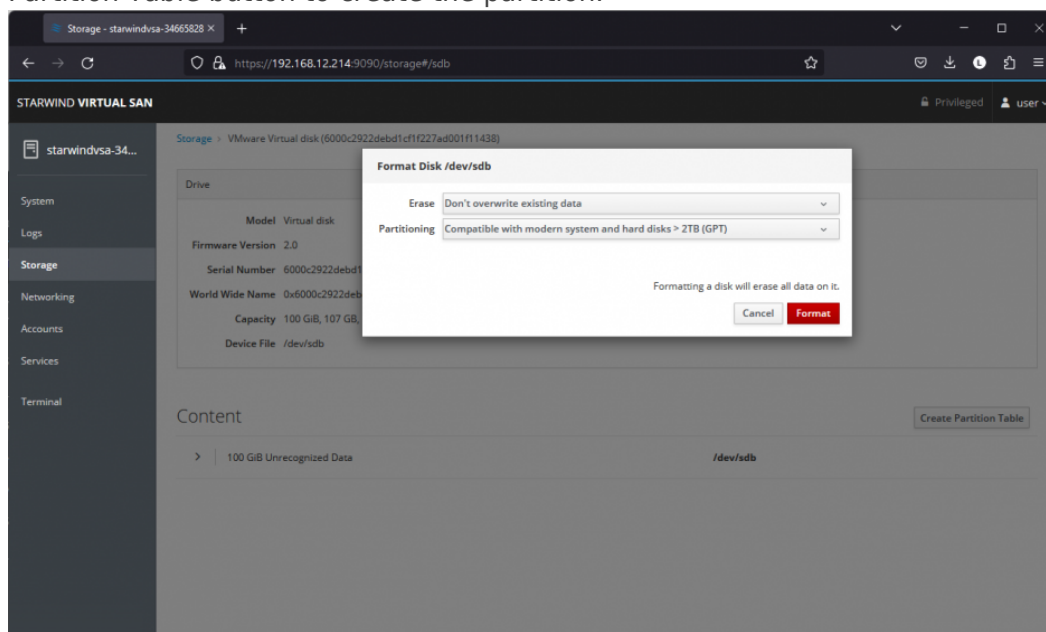 Partition Table button to create the partition.
Storage - starwindvsa-34665828 × +
https://192.168.12.214:9090/storage#/sdb
STARWIND VIRTUAL SAN
Privileged
user
starwindvsa-34...
System
Logs
Storage
Networking
Accounts
Services
Terminal
Storage › VMware Virtual disk (6000c2922debd1cf1f227ad001f11438)
Drive
Model Virtual disk
Firmware Version 2.0
Serial Number 6000c2922debd1
World Wide Name 0x6000c2922deb
Capacity 100 GiB, 107 GB,
Device File /dev/sdb
Format Disk /dev/sdb
Erase Don't overwrite existing data
Partitioning Compatible with modern system and hard disks > 2TB (GPT)
Formatting a disk will erase all data on it.
Cancel Format
Content
Create Partition Table
100 GiB Unrecognized Data /dev/sdb